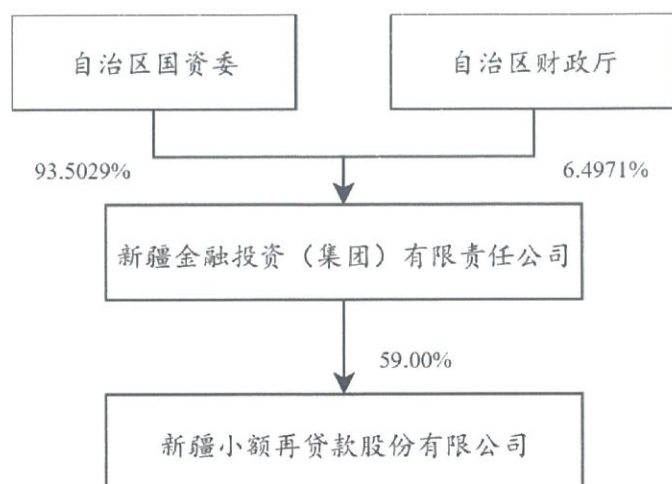 自治区国资委
自治区财政厅
93.5029%
6.4971%
新疆金融投资（集团）有限责任公司
59.00%
新疆小额再贷款股份有限公司